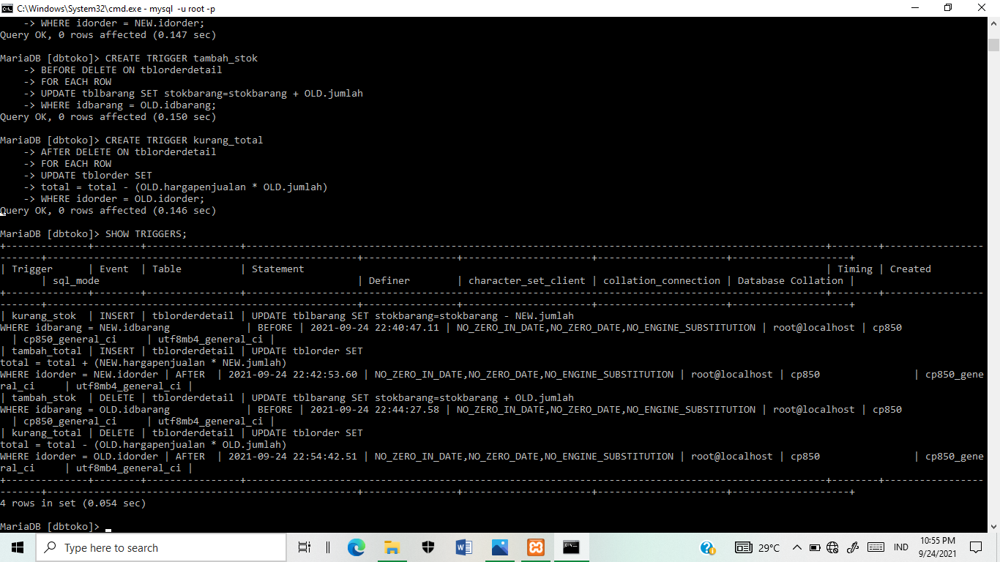 C:\Windows\System32\cmd.exe - mysql  -u root -p
    -> WHERE idorder = NEW.idorder;
Query OK, 0 rows affected (0.147 sec)
MariaDB [dbtoko]> CREATE TRIGGER tambah_stok
    -> BEFORE DELETE ON tblorderdetail
    -> FOR EACH ROW
    -> UPDATE tblbarang SET stokbarang=stokbarang + OLD.jumlah
    -> WHERE idbarang = OLD.idbarang;
Query OK, 0 rows affected (0.150 sec)
MariaDB [dbtoko]> CREATE TRIGGER kurang_total
    -> AFTER DELETE ON tblorderdetail
    -> FOR EACH ROW
    -> UPDATE tblorder SET
    -> total = total - (OLD.hargapenjualan * OLD.jumlah)
    -> WHERE idorder = OLD.idorder;
Query OK, 0 rows affected (0.146 sec)
MariaDB [dbtoko]> SHOW TRIGGERS;
| Trigger      | Event  | Table          | Statement | Timing | Created
       | sql_mode | Definer        | character_set_client | collation_connection | Database Collation |
| kurang_stok  | INSERT | tblorderdetail | UPDATE tblbarang SET stokbarang=stokbarang - NEW.jumlah
WHERE idbarang = NEW.idbarang             | BEFORE | 2021-09-24 22:40:47.11 | NO_ZERO_IN_DATE,NO_ZERO_DATE,NO_ENGINE_SUBSTITUTION | root@localhost | cp850
  | cp850_general_ci     | utf8mb4_general_ci |
| tambah_total | INSERT | tblorderdetail | UPDATE tblorder SET
total = total + (NEW.hargapenjualan * NEW.jumlah)
WHERE idorder = NEW.idorder | AFTER  | 2021-09-24 22:42:53.60 | NO_ZERO_IN_DATE,NO_ZERO_DATE,NO_ENGINE_SUBSTITUTION | root@localhost | cp850                | cp850_gene
ral_ci     | utf8mb4_general_ci |
| tambah_stok  | DELETE | tblorderdetail | UPDATE tblbarang SET stokbarang=stokbarang + OLD.jumlah
WHERE idbarang = OLD.idbarang             | BEFORE | 2021-09-24 22:44:27.58 | NO_ZERO_IN_DATE,NO_ZERO_DATE,NO_ENGINE_SUBSTITUTION | root@localhost | cp850
  | cp850_general_ci     | utf8mb4_general_ci |
| kurang_total | DELETE | tblorderdetail | UPDATE tblorder SET
total = total - (OLD.hargapenjualan * OLD.jumlah)
WHERE idorder = OLD.idorder | AFTER  | 2021-09-24 22:54:42.51 | NO_ZERO_IN_DATE,NO_ZERO_DATE,NO_ENGINE_SUBSTITUTION | root@localhost | cp850                | cp850_gene
ral_ci     | utf8mb4_general_ci |
4 rows in set (0.054 sec)
MariaDB [dbtoko]>
Type here to search
29°C
IND
10:55 PM
9/24/2021